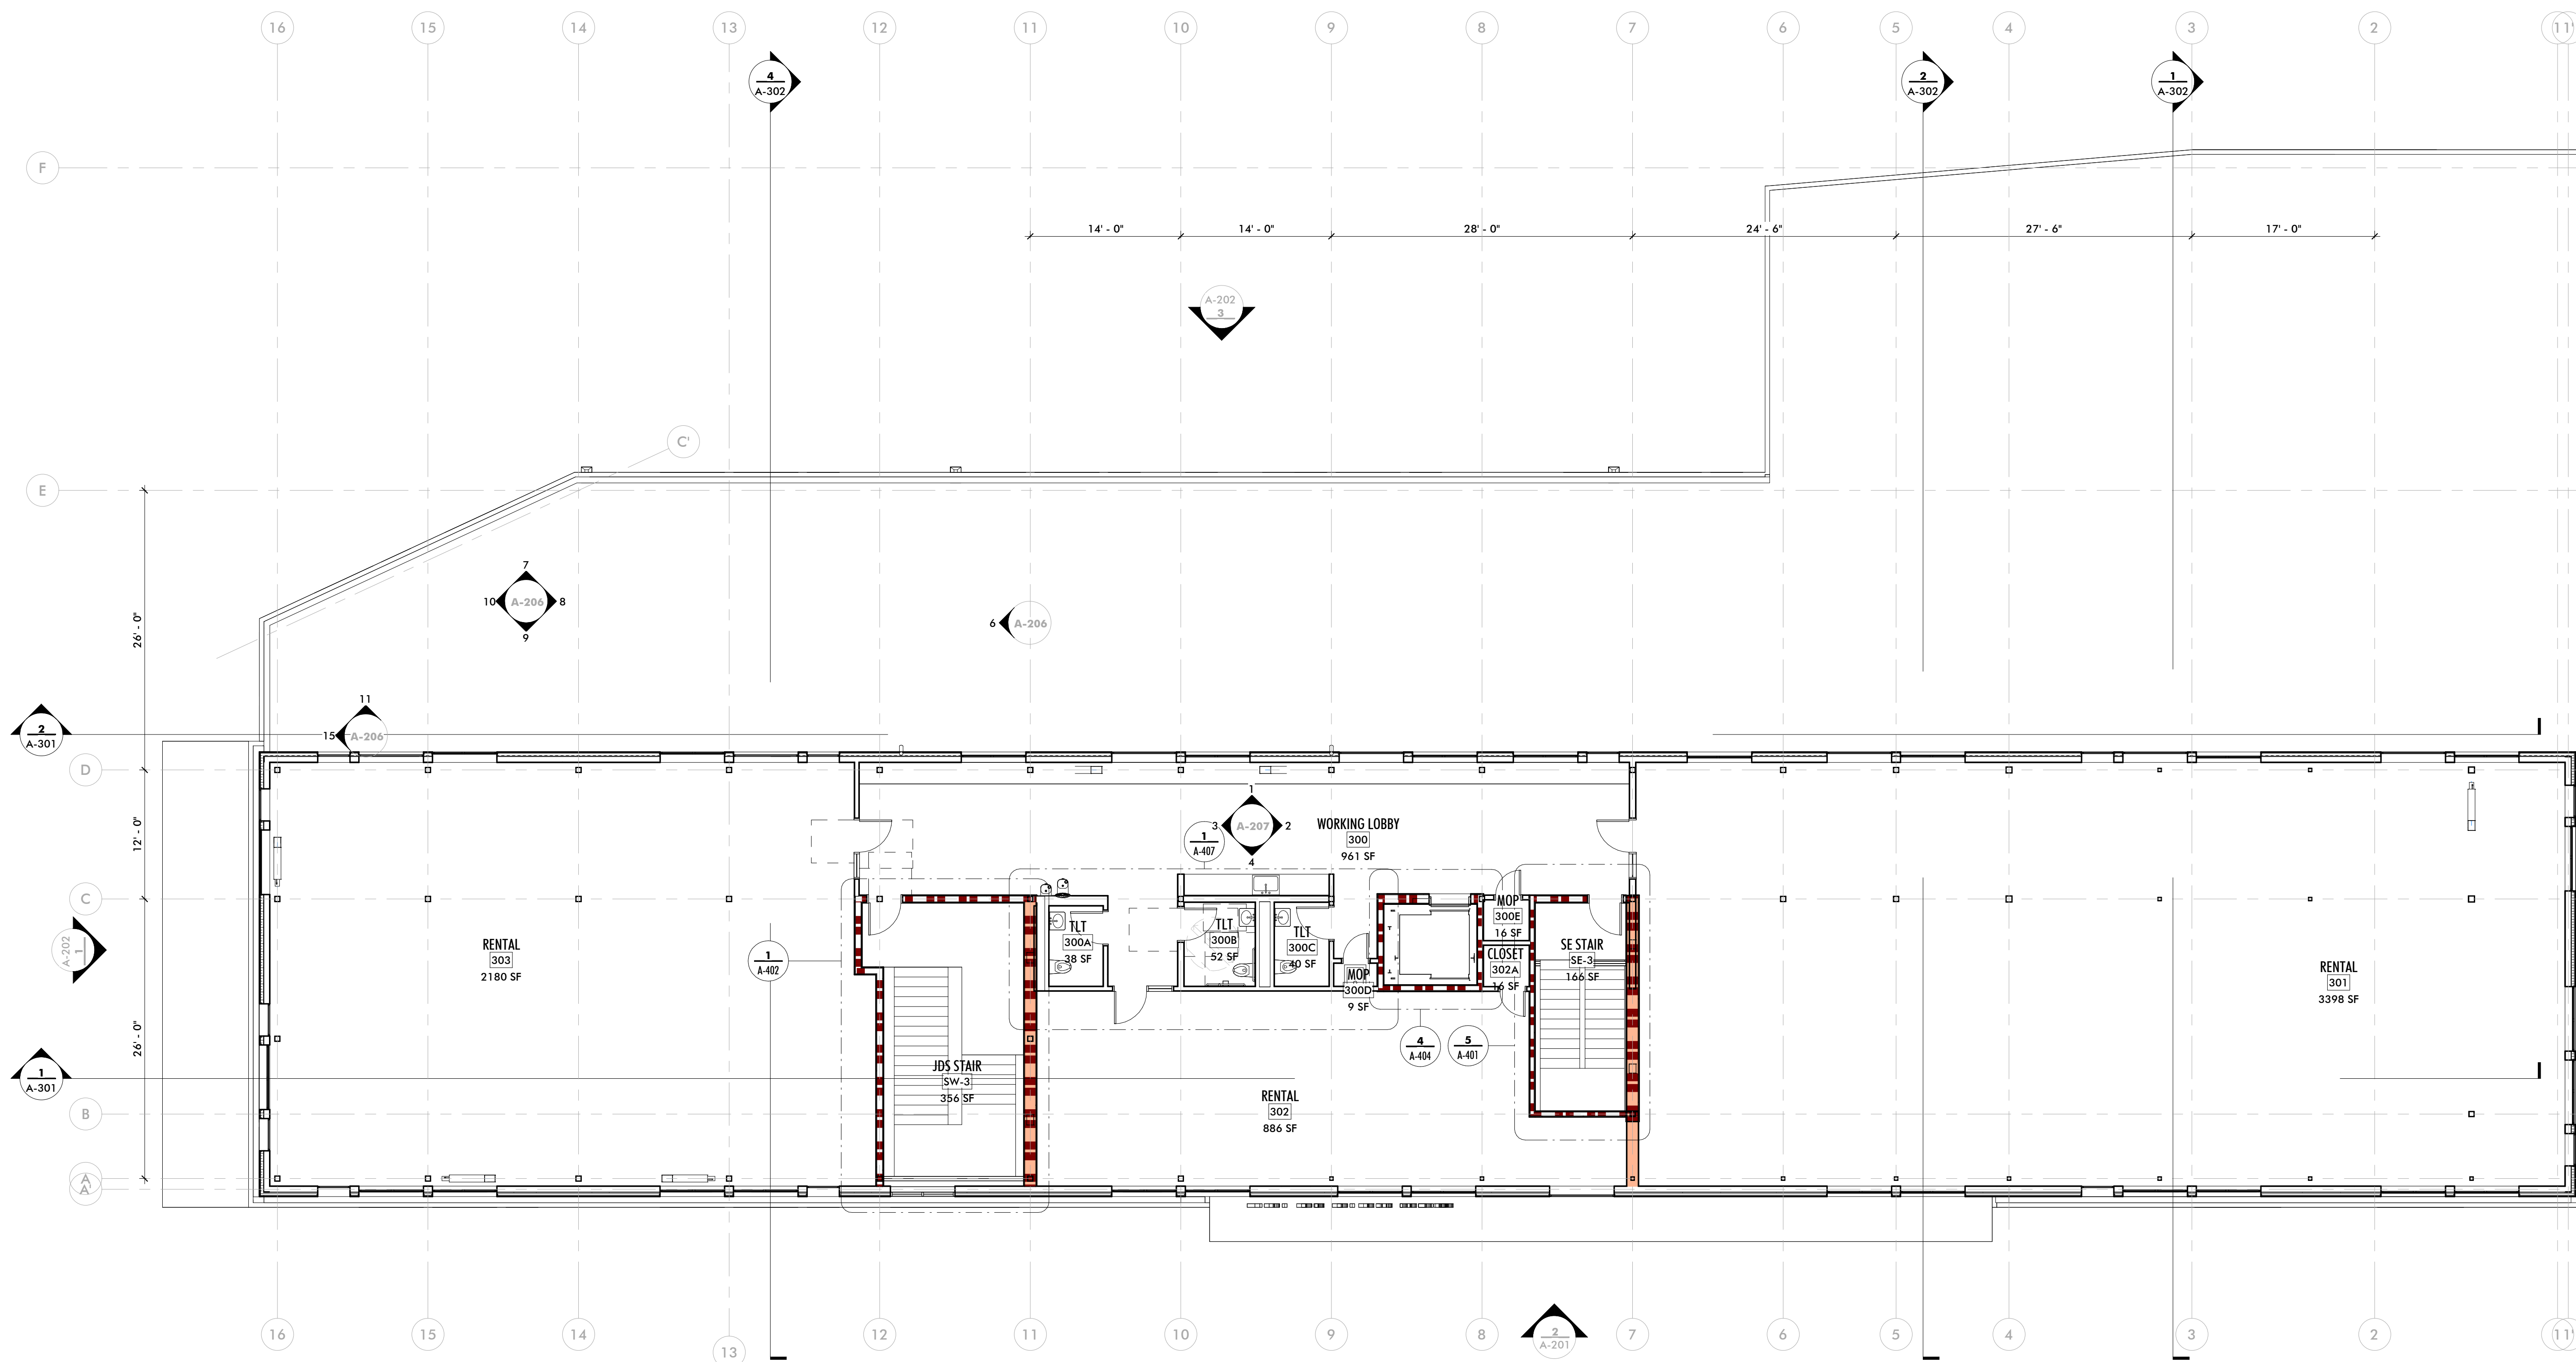 16 15 14 13 12 11 10 9 8 7 6 5 4 3 2 1 1'
4
A-302
2
A-302
1
A-302
F
14' - 0" 14' - 0" 28' - 0" 24' - 6" 27' - 6" 17' - 0"
A-202
3
C'
E
7
10 A-206 8
9
6 A-206
26' - 0"
11
15 A-206
2
A-301
D
1
3 A-207 2
4
1
A-407
WORKING LOBBY
300
961 SF
12' - 0"
C
MOP
300E
16 SF
TLT
300A
38 SF
TLT
300B
52 SF
TLT
300C
40 SF
SE STAIR
SE-3
166 SF
RENTAL
303
2180 SF
A-202
1
1
A-402
CLOSET
302A
16 SF
MOP
300D
9 SF
RENTAL
301
3398 SF
26' - 0"
4
A-404
5
A-401
1
A-301
JDS STAIR
SW-3
356 SF
RENTAL
302
886 SF
B
A
A'
2
A-201
16 15 14 13 12 11 10 9 8 7 6 5 4 3 2 1 1'